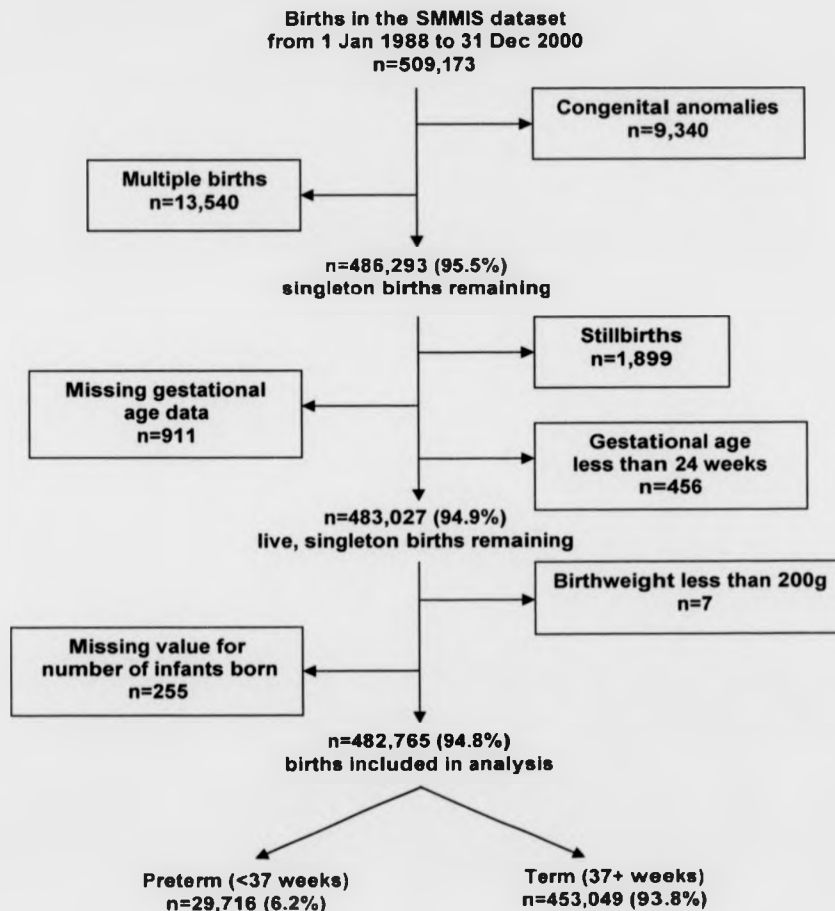 Births in the SMMIS dataset
from 1 Jan 1988 to 31 Dec 2000
n=509,173
Congenital anomalies
n=9,340
Multiple births
n=13,540
n=486,293 (95.5%)
singleton births remaining
Stillbirths
n=1,899
Missing gestational
age data
n=911
Gestational age
less than 24 weeks
n=456
n=483,027 (94.9%)
live, singleton births remaining
Birthweight less than 200g
n=7
Missing value for
number of infants born
n=255
n=482,765 (94.8%)
births included in analysis
Preterm (<37 weeks)
n=29,716 (6.2%)
Term (37+ weeks)
n=453,049 (93.8%)